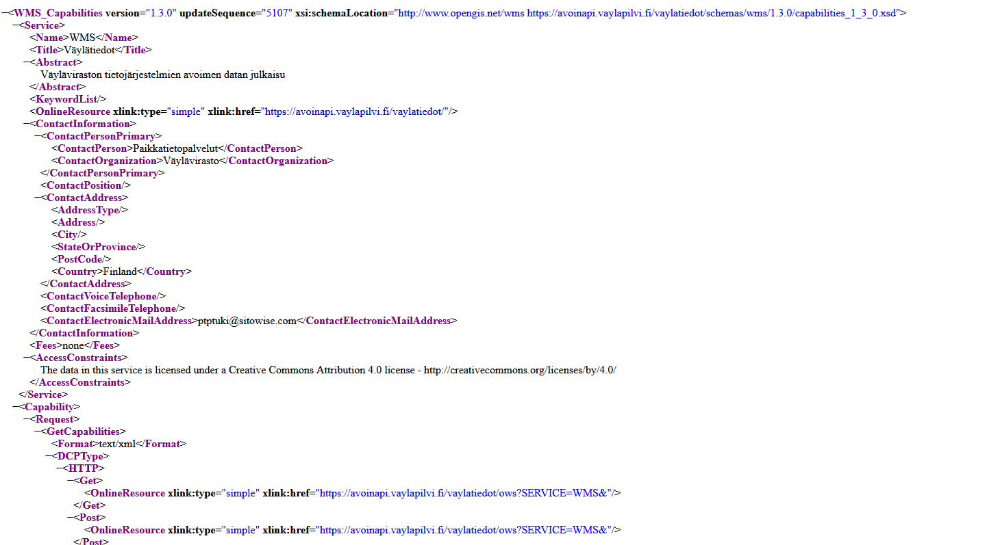 −<WMS_Capabilities version="1.3.0" updateSequence="5107" xsi:schemaLocation="http://www.opengis.net/wms https://avoinapi.vaylapilvi.fi/vaylatiedot/schemas/wms/1.3.0/capabilities_1_3_0.xsd">
−<Service>
<Name>WMS</Name>
<Title>Väylätiedot</Title>
−<Abstract>
Väyläviraston tietojärjestelmien avoimen datan julkaisu
</Abstract>
<KeywordList/>
<OnlineResource xlink:type="simple" xlink:href="https://avoinapi.vaylapilvi.fi/vaylatiedot/"/>
−<ContactInformation>
−<ContactPersonPrimary>
<ContactPerson>Paikkatietopalvelut</ContactPerson>
<ContactOrganization>Väylävirasto</ContactOrganization>
</ContactPersonPrimary>
<ContactPosition/>
−<ContactAddress>
<AddressType/>
<Address/>
<City/>
<StateOrProvince/>
<PostCode/>
<Country>Finland</Country>
</ContactAddress>
<ContactVoiceTelephone/>
<ContactFacsimileTelephone/>
<ContactElectronicMailAddress>ptptuki@sitowise.com</ContactElectronicMailAddress>
</ContactInformation>
<Fees>none</Fees>
−<AccessConstraints>
The data in this service is licensed under a Creative Commons Attribution 4.0 license - http://creativecommons.org/licenses/by/4.0/
</AccessConstraints>
</Service>
−<Capability>
−<Request>
−<GetCapabilities>
<Format>text/xml</Format>
−<DCPType>
−<HTTP>
−<Get>
<OnlineResource xlink:type="simple" xlink:href="https://avoinapi.vaylapilvi.fi/vaylatiedot/ows?SERVICE=WMS&"/>
</Get>
−<Post>
<OnlineResource xlink:type="simple" xlink:href="https://avoinapi.vaylapilvi.fi/vaylatiedot/ows?SERVICE=WMS&"/>
</Post>